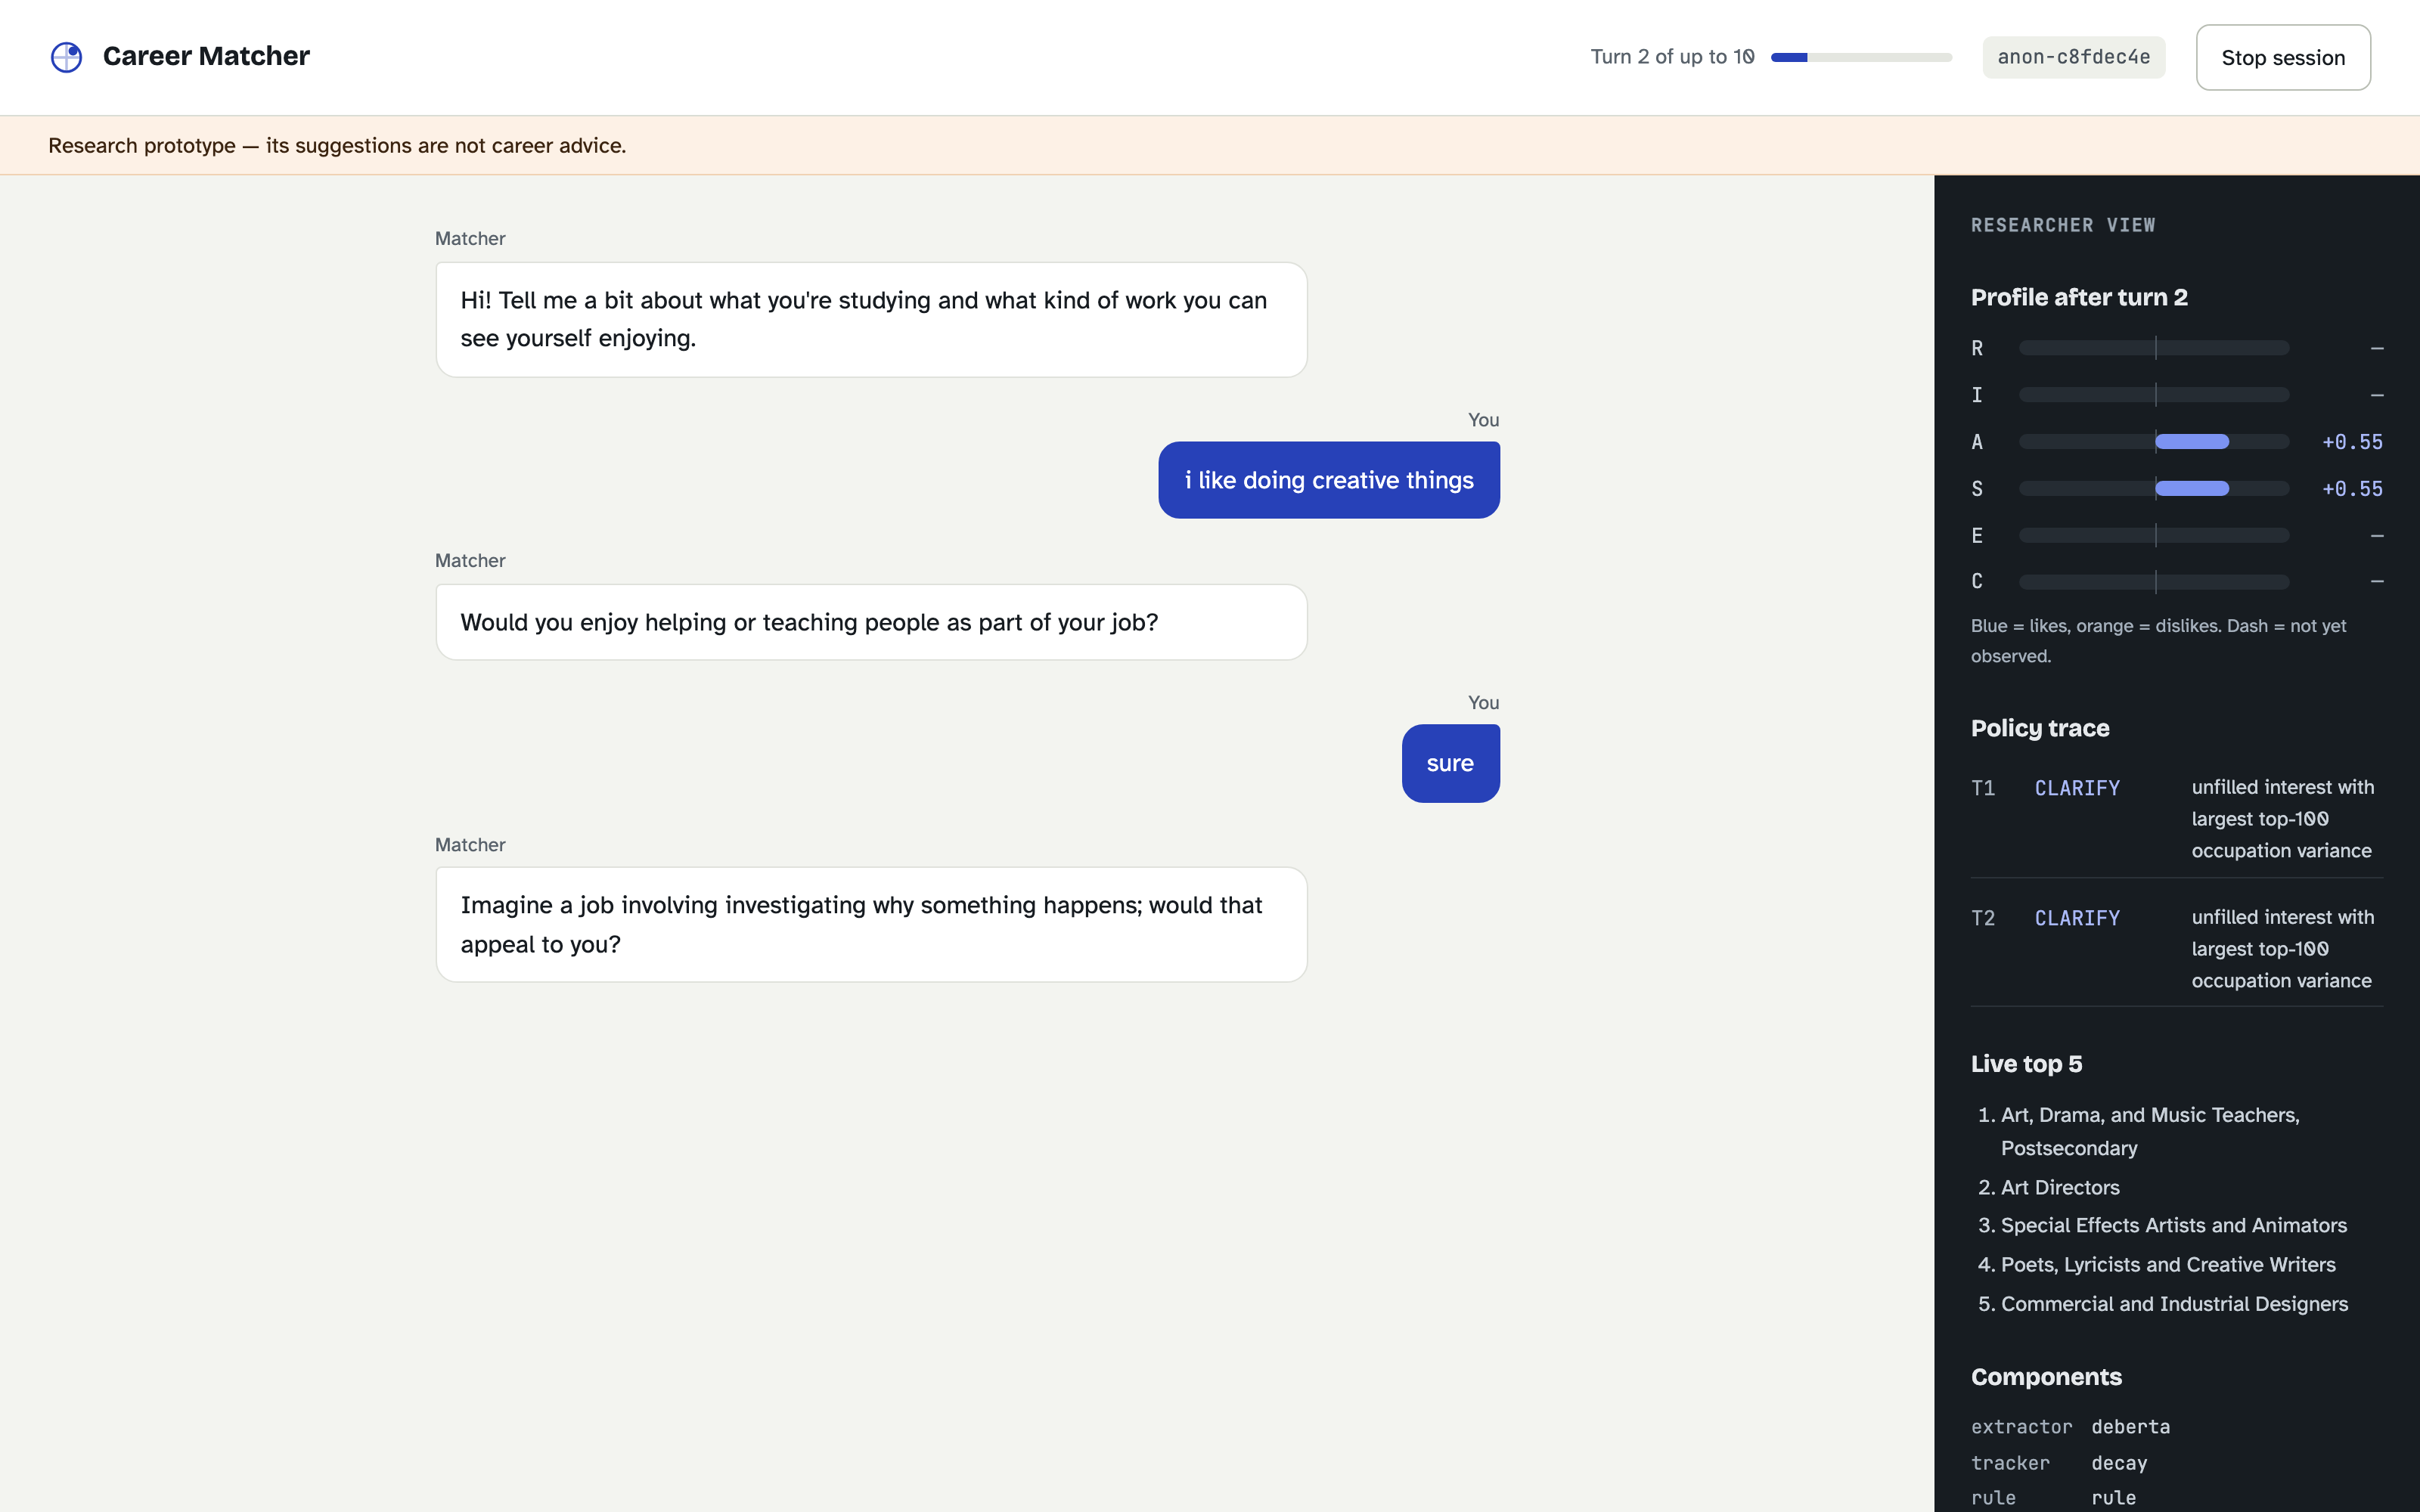 Career Matcher
Turn 2 of up to 10
anon-c8fdec4e
Stop session
Research prototype — its suggestions are not career advice.
Matcher
Hi! Tell me a bit about what you're studying and what kind of work you can
see yourself enjoying.
You
i like doing creative things
Matcher
Would you enjoy helping or teaching people as part of your job?
You
sure
Matcher
Imagine a job involving investigating why something happens; would that
appeal to you?
RESEARCHER VIEW
Profile after turn 2
R —
I —
A +0.55
S +0.55
E —
C —
Blue = likes, orange = dislikes. Dash = not yet
observed.
Policy trace
T1 CLARIFY unfilled interest with
largest top-100
occupation variance
T2 CLARIFY unfilled interest with
largest top-100
occupation variance
Live top 5
1. Art, Drama, and Music Teachers,
Postsecondary
2. Art Directors
3. Special Effects Artists and Animators
4. Poets, Lyricists and Creative Writers
5. Commercial and Industrial Designers
Components
extractor deberta
tracker decay
rule rule